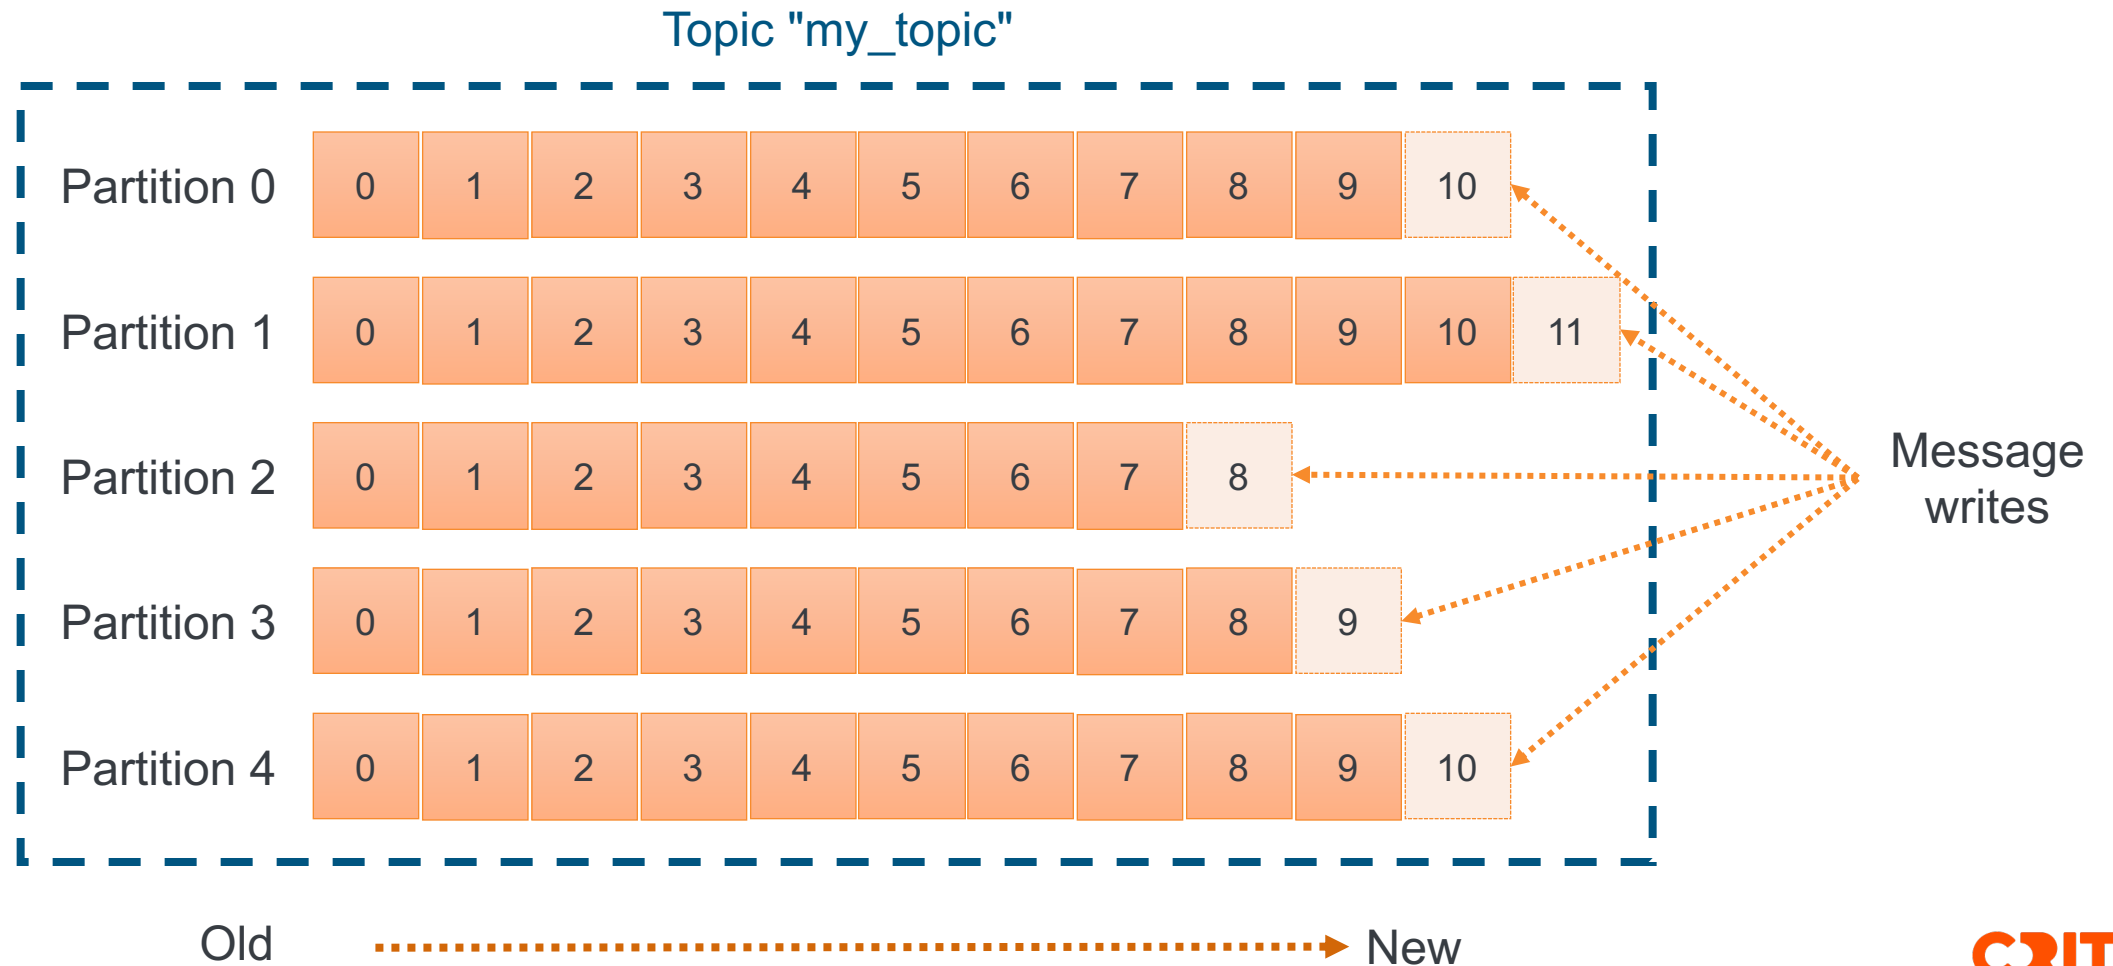 Topic "my_topic"
Partition 0 0 1 2 3 4 5 6 7 8 9 10
Partition 1 0 1 2 3 4 5 6 7 8 9 10 11
Partition 2 0 1 2 3 4 5 6 7 8
Partition 3 0 1 2 3 4 5 6 7 8 9
Partition 4 0 1 2 3 4 5 6 7 8 9 10
Message
writes
Old New